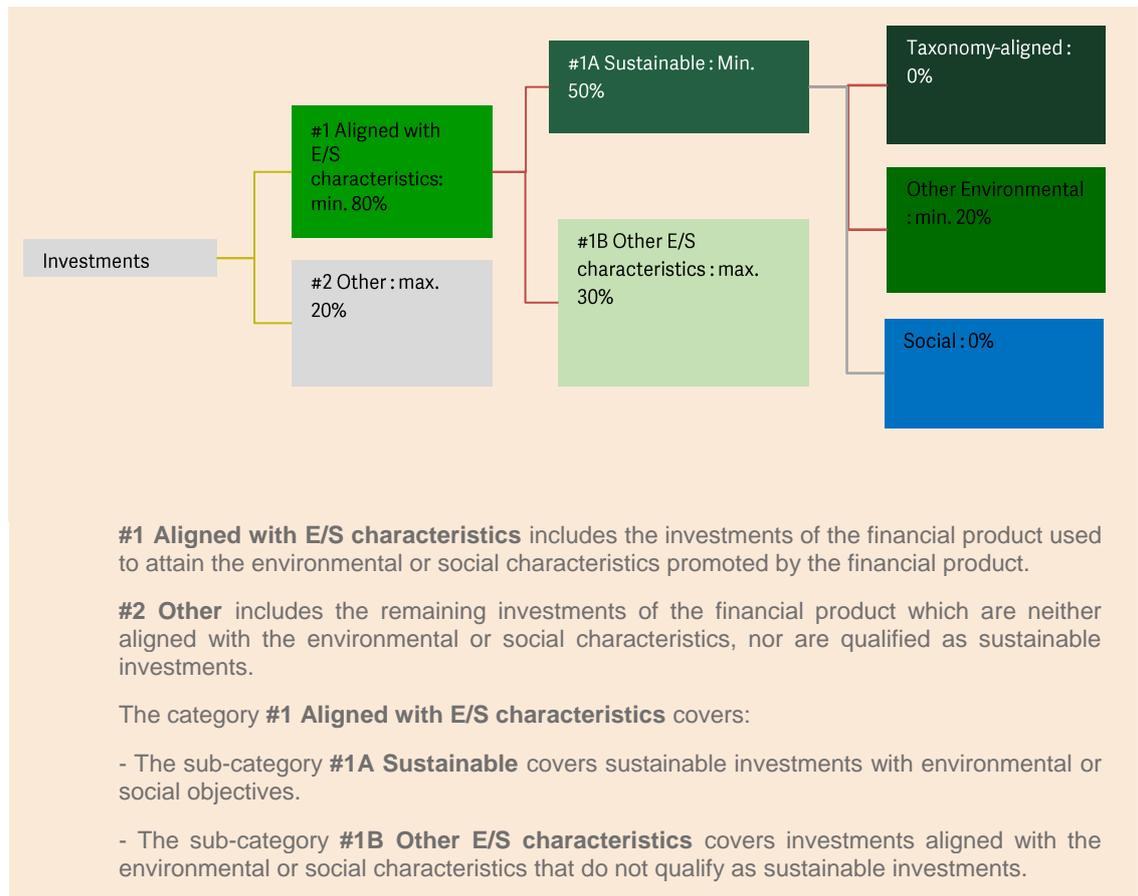 Investments
#1 Aligned with
E/S
characteristics:
min. 80%
#2 Other : max.
20%
#1A Sustainable : Min.
50%
#1B Other E/S
characteristics : max.
30%
Taxonomy-aligned :
0%
Other Environmental
: min. 20%
Social : 0%
#1 Aligned with E/S characteristics includes the investments of the financial product used
to attain the environmental or social characteristics promoted by the financial product.
#2 Other includes the remaining investments of the financial product which are neither
aligned with the environmental or social characteristics, nor are qualified as sustainable
investments.
The category #1 Aligned with E/S characteristics covers:
- The sub-category #1A Sustainable covers sustainable investments with environmental or
social objectives.
- The sub-category #1B Other E/S characteristics covers investments aligned with the
environmental or social characteristics that do not qualify as sustainable investments.